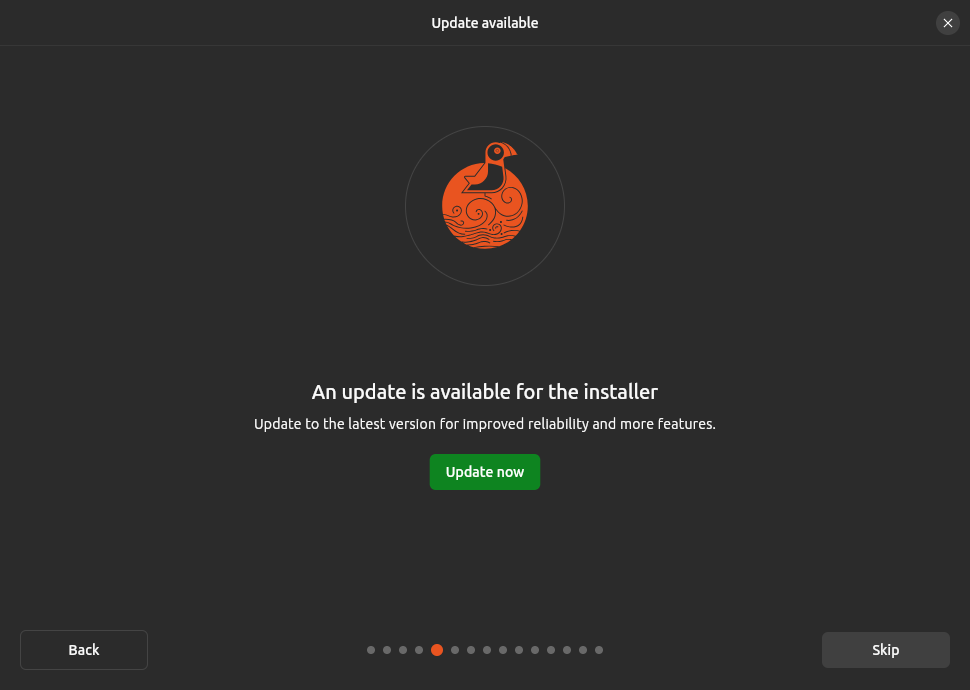 Update available
An update is available for the installer
Update to the latest version for improved reliability and more features.
Update now
Back
Skip